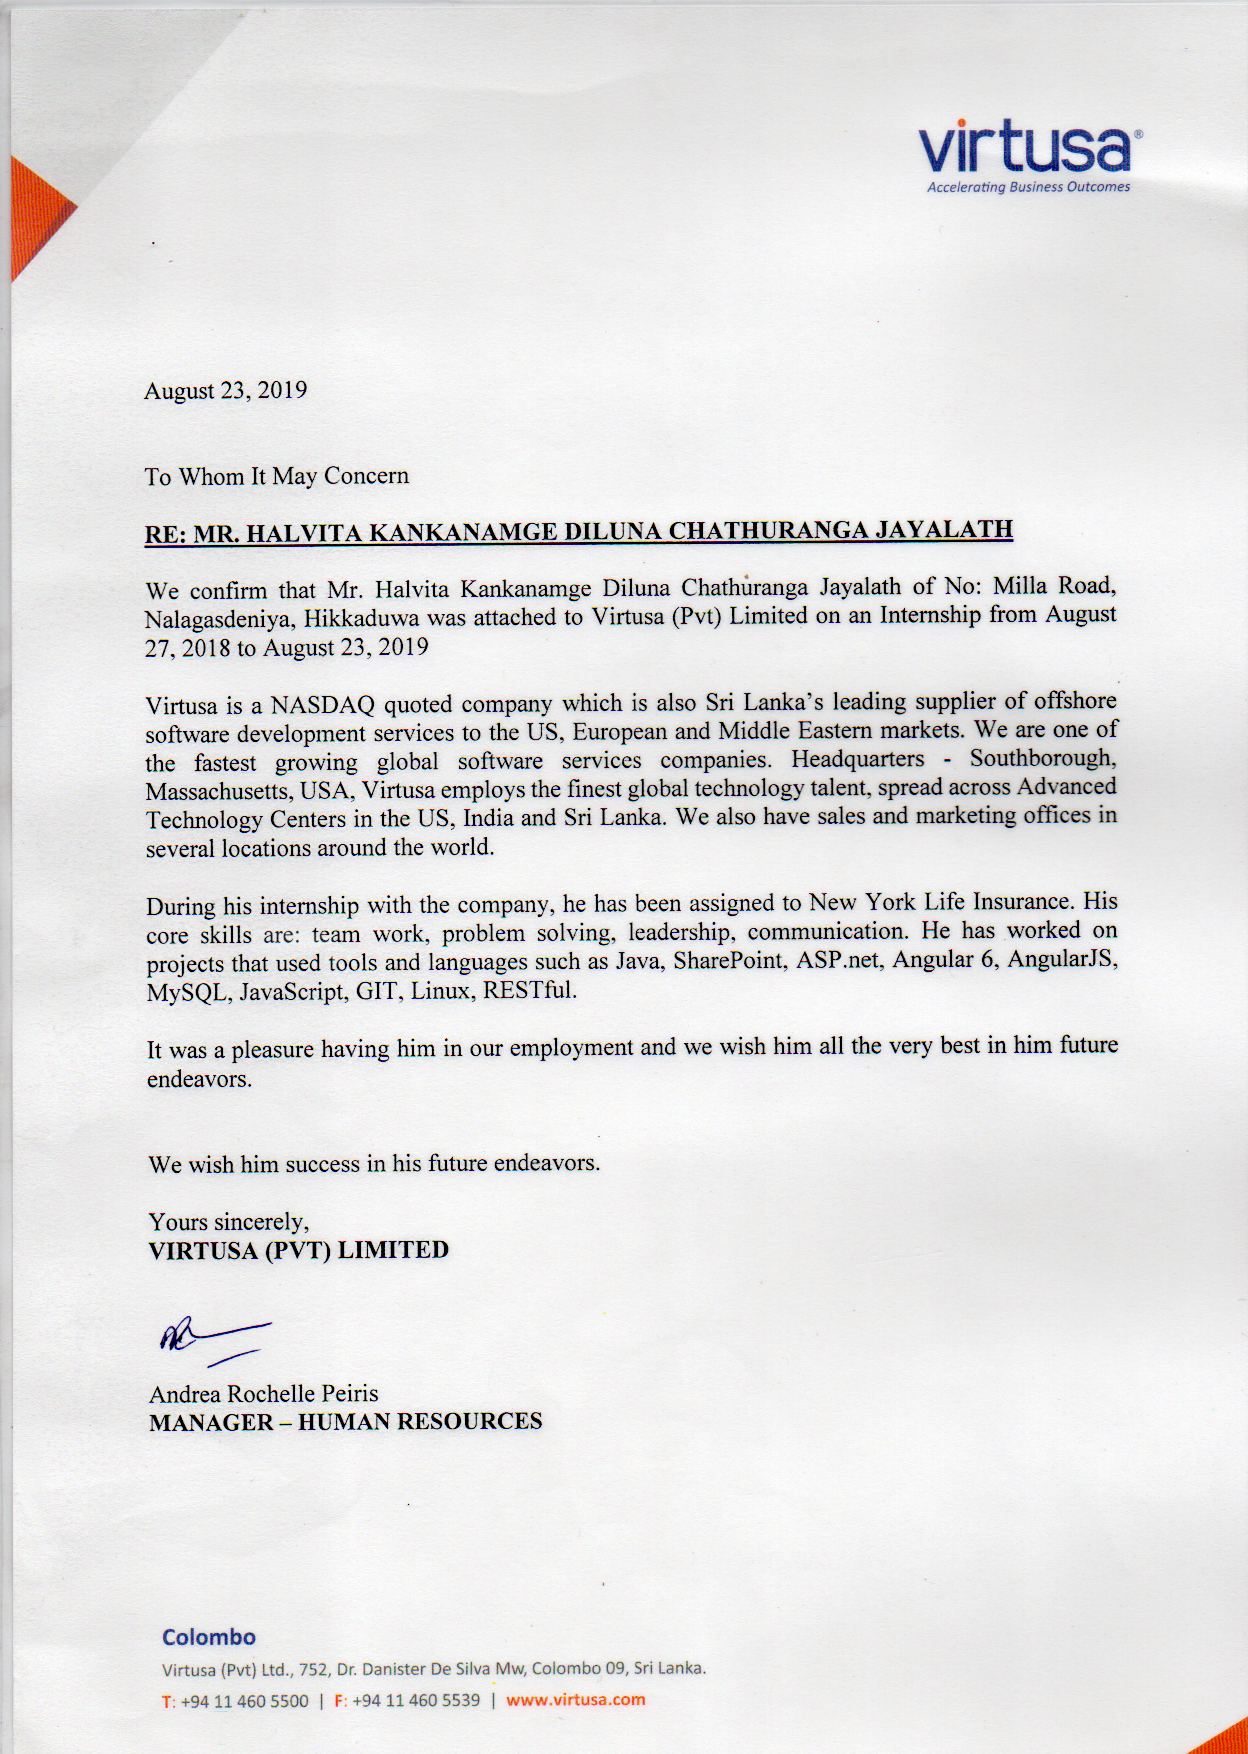 virtusa®
Accelerating Business Outcomes
August 23, 2019
To Whom It May Concern
RE: MR. HALVITA KANKANAMGE DILUNA CHATHURANGA JAYALATH
We confirm that Mr. Halvita Kankanamge Diluna Chathuranga Jayalath of No: Milla Road,
Nalagasdeniya, Hikkaduwa was attached to Virtusa (Pvt) Limited on an Internship from August
27, 2018 to August 23, 2019
Virtusa is a NASDAQ quoted company which is also Sri Lanka's leading supplier of offshore
software development services to the US, European and Middle Eastern markets. We are one of
the fastest growing global software services companies. Headquarters - Southborough,
Massachusetts, USA, Virtusa employs the finest global technology talent, spread across Advanced
Technology Centers in the US, India and Sri Lanka. We also have sales and marketing offices in
several locations around the world.
During his internship with the company, he has been assigned to New York Life Insurance. His
core skills are: team work, problem solving, leadership, communication. He has worked on
projects that used tools and languages such as Java, SharePoint, ASP.net, Angular 6, AngularJS,
MySQL, JavaScript, GIT, Linux, RESTful.
It was a pleasure having him in our employment and we wish him all the very best in him future
endeavors.
We wish him success in his future endeavors.
Yours sincerely,
VIRTUSA (PVT) LIMITED
Andrea Rochelle Peiris
MANAGER – HUMAN RESOURCES
Colombo
Virtusa (Pvt) Ltd., 752, Dr. Danister De Silva Mw, Colombo 09, Sri Lanka.
T: +94 11 460 5500 | F: +94 11 460 5539 | www.virtusa.com